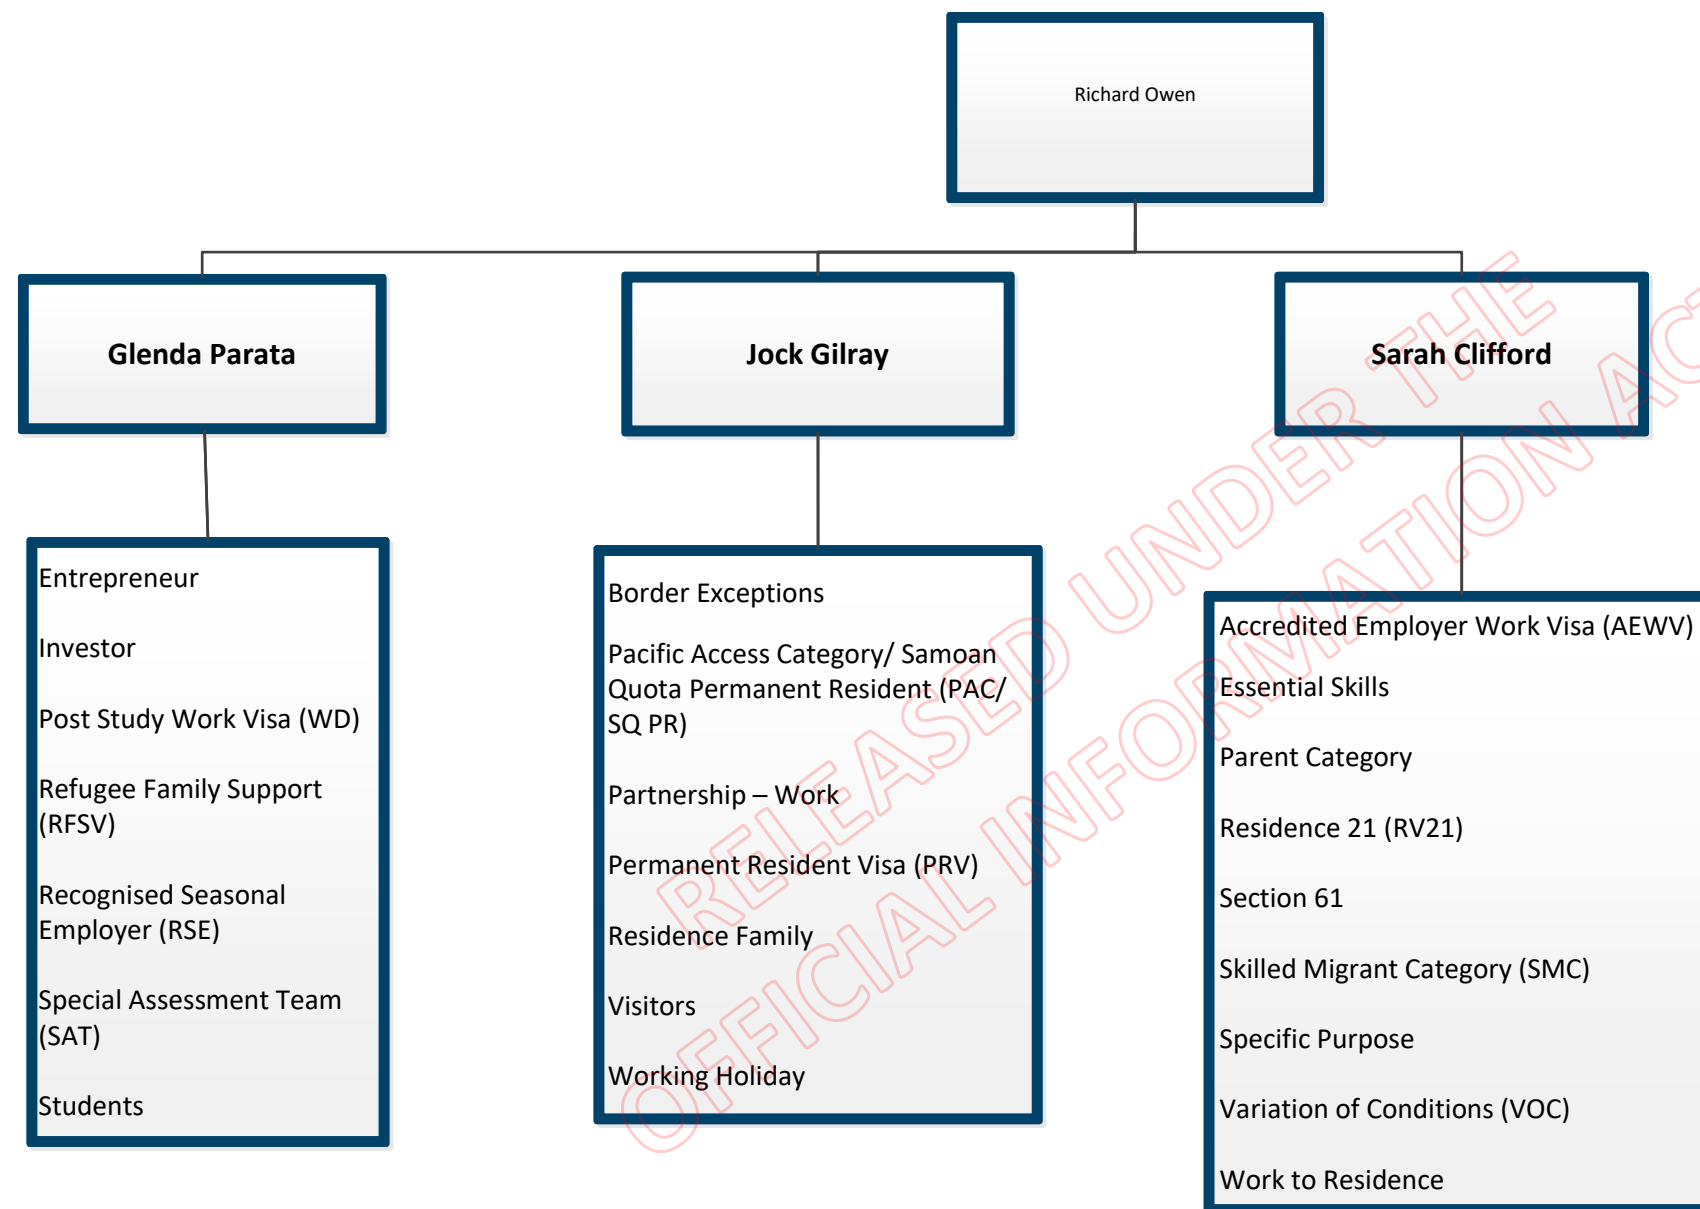 Richard Owen
Glenda Parata
Jock Gilray
Sarah Clifford
Entrepreneur
Investor
Post Study Work Visa (WD)
Refugee Family Support
(RFSV)
Recognised Seasonal
Employer (RSE)
Special Assessment Team
(SAT)
Students
Border Exceptions
Pacific Access Category/ Samoan
Quota Permanent Resident (PAC/
SQ PR)
Partnership – Work
Permanent Resident Visa (PRV)
Residence Family
Visitors
Working Holiday
Accredited Employer Work Visa (AEWV)
Essential Skills
Parent Category
Residence 21 (RV21)
Section 61
Skilled Migrant Category (SMC)
Specific Purpose
Variation of Conditions (VOC)
Work to Residence
RELEASED UNDER THE
OFFICIAL INFORMATION ACT